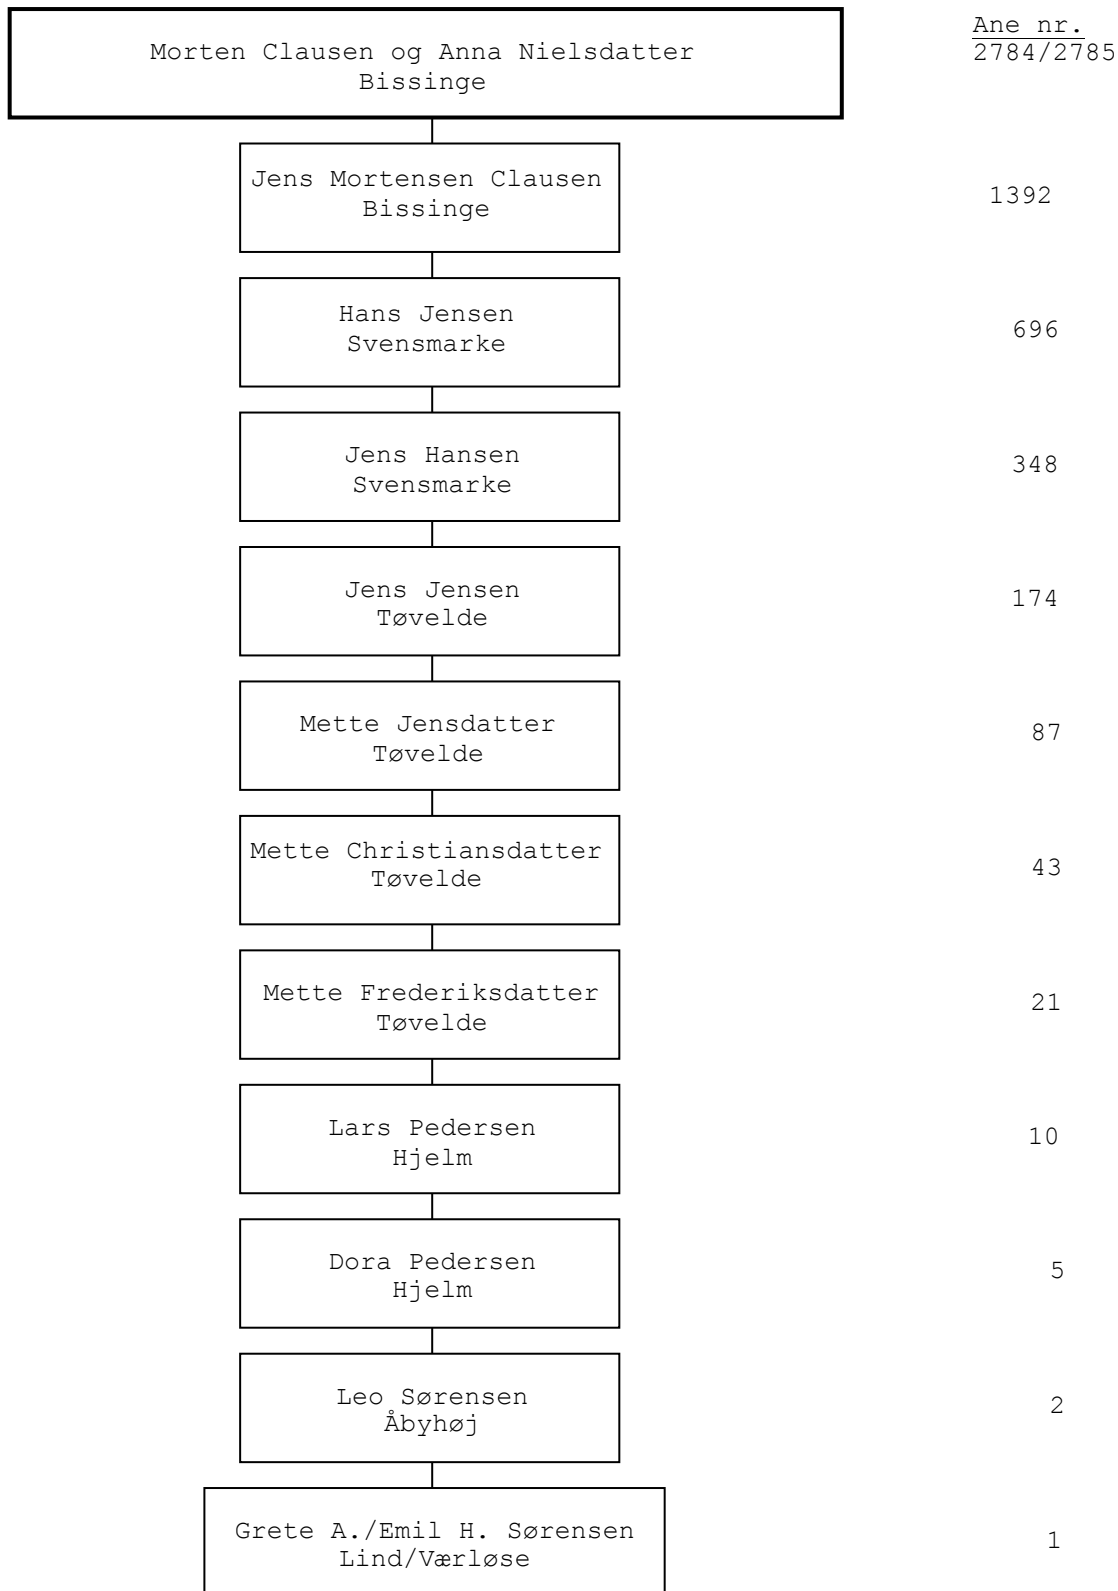 Ane nr.
Morten Clausen og Anna Nielsdatter
2784/2785
Bissinge
Jens Mortensen Clausen
Bissinge
1392
Hans Jensen
Svensmarke
696
Jens Hansen
Svensmarke
348
Jens Jensen
Tøvelde
174
Mette Jensdatter
Tøvelde
87
Mette Christiansdatter
Tøvelde
43
Mette Frederiksdatter
Tøvelde
21
Lars Pedersen
Hjelm
10
Dora Pedersen
Hjelm
5
Leo Sørensen
Åbyhøj
2
Grete A./Emil H. Sørensen
Lind/Værløse
1